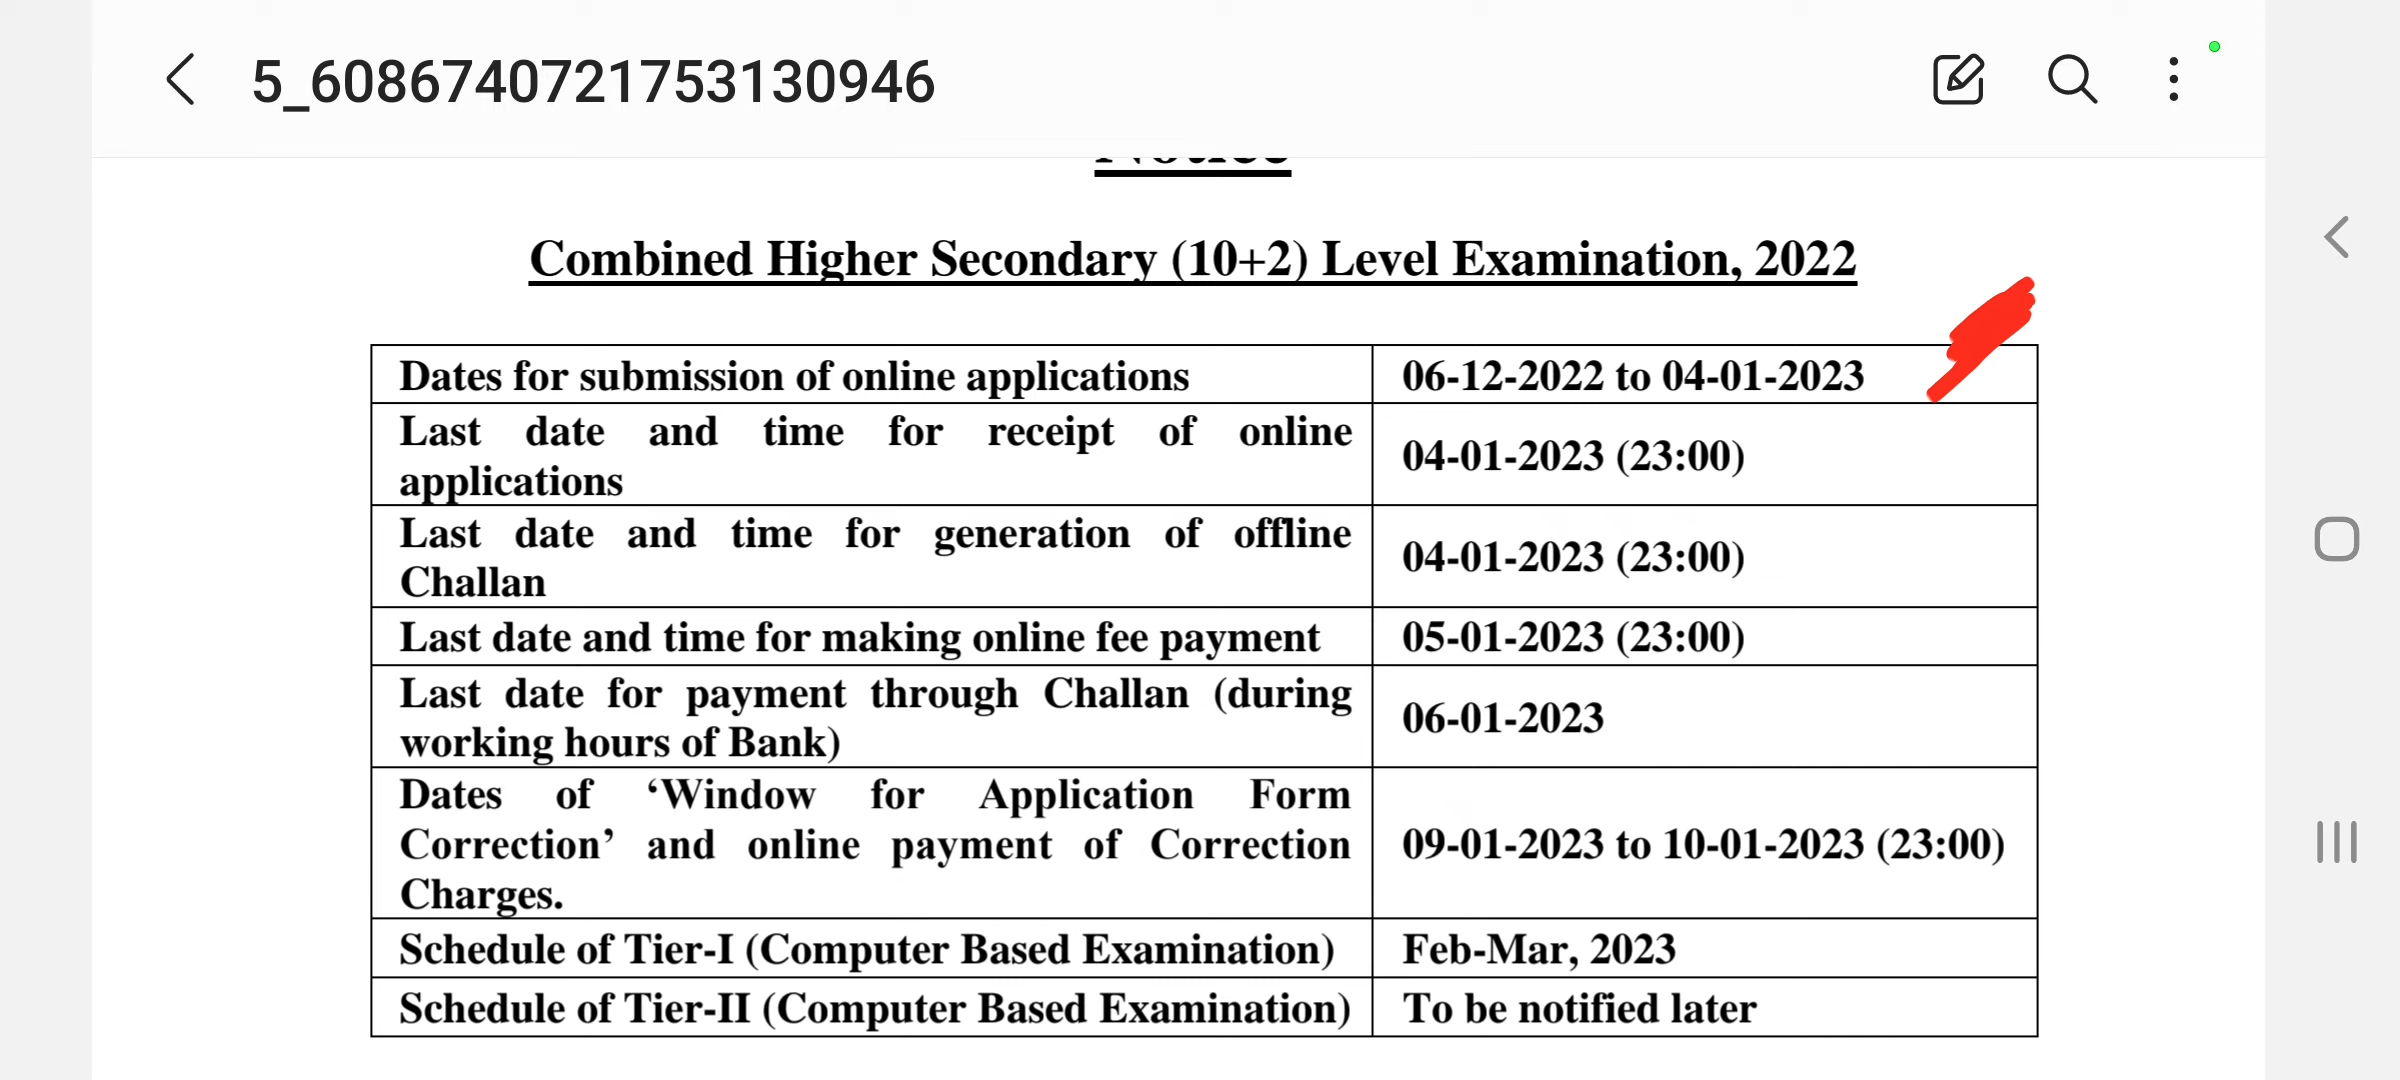 5_6086740721753130946
Notice
Combined Higher Secondary (10+2) Level Examination, 2022
Dates for submission of online applications 06-12-2022 to 04-01-2023
Last date and time for receipt of online
applications
04-01-2023 (23:00)
Last date and time for generation of offline
Challan
04-01-2023 (23:00)
Last date and time for making online fee payment 05-01-2023 (23:00)
Last date for payment through Challan (during
working hours of Bank)
06-01-2023
Dates of ‘Window for Application Form
Correction’ and online payment of Correction
Charges.
09-01-2023 to 10-01-2023 (23:00)
Schedule of Tier-I (Computer Based Examination) Feb-Mar, 2023
Schedule of Tier-II (Computer Based Examination) To be notified later